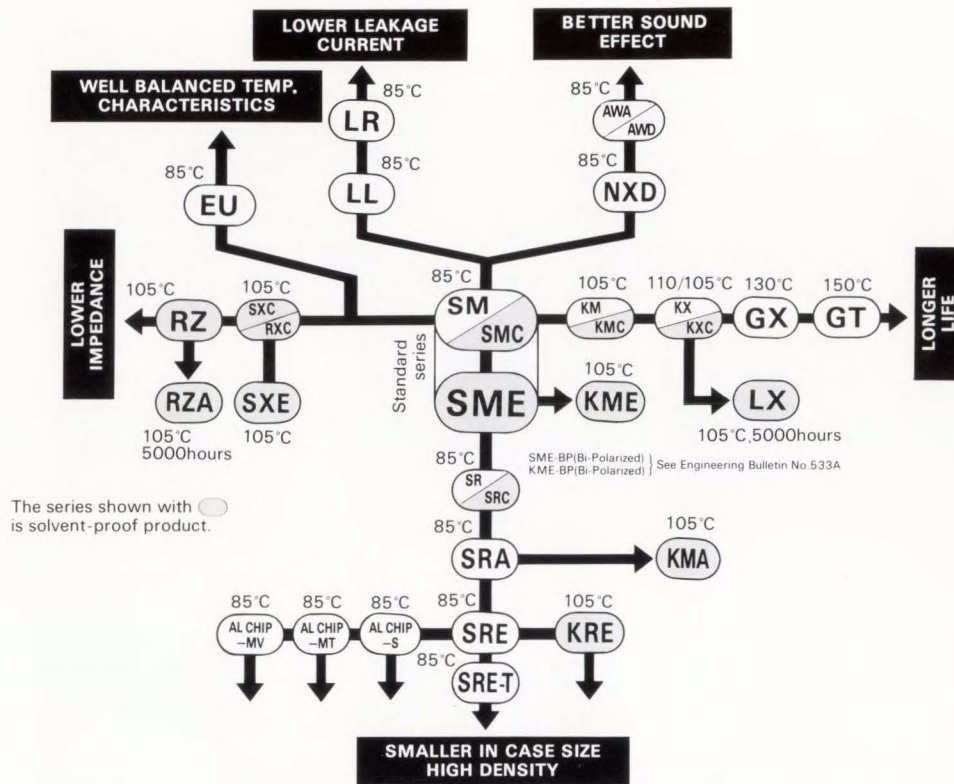 LOWER LEAKAGE
CURRENT
BETTER SOUND
EFFECT
WELL BALANCED TEMP.
CHARACTERISTICS
85°C
LR
85°C
LL
85°C
AWA
AWD
85°C
NXD
85°C
EU
LOWER
IMPEDANCE
105°C
RZ
105°C
SXC
RXC
85°C
SM
SMC
105°C
KM
KMC
110/105°C
KX
KXC
130°C
GX
150°C
GT
LONGER
LIFE
Standard
series
RZA
105°C
5000hours
SXE
105°C
SME
105°C
KME
LX
105°C,5000hours
SME-BP(Bi-Polarized)
KME-BP(Bi-Polarized) } See Engineering Bulletin No.533A
The series shown with
is solvent-proof product.
85°C
SR
SRC
85°C
SRA
105°C
KMA
85°C
AL CHIP
-MV
85°C
AL CHIP
-MT
85°C
AL CHIP
-S
85°C
SRE
105°C
KRE
85°C
SRE-T
SMALLER IN CASE SIZE
HIGH DENSITY